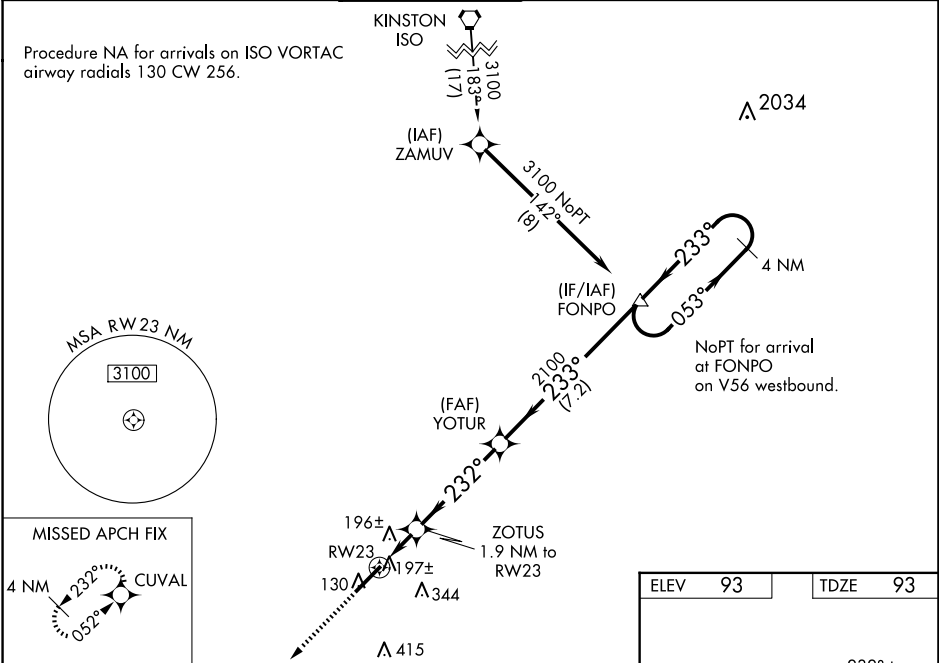 Procedure NA for arrivals on ISO VORTAC
airway radials 130 CW 256.
KINSTON
ISO
3100
183°
(17)
(IAF)
ZAMUV
3100 NoPT
142°
(8)
2034
(IF/IAF)
FONPO
233°
053°
4 NM
NoPT for arrival
at FONPO
on V56 westbound.
2100
233°
(7.2)
(FAF)
YOTUR
232°
MSA RW23 NM
3100
ZOTUS
1.9 NM to
RW23
196±
RW23
197±
130
344
415
MISSED APCH FIX
4 NM
232°
052°
CUVAL
ELEV 93
TDZE 93